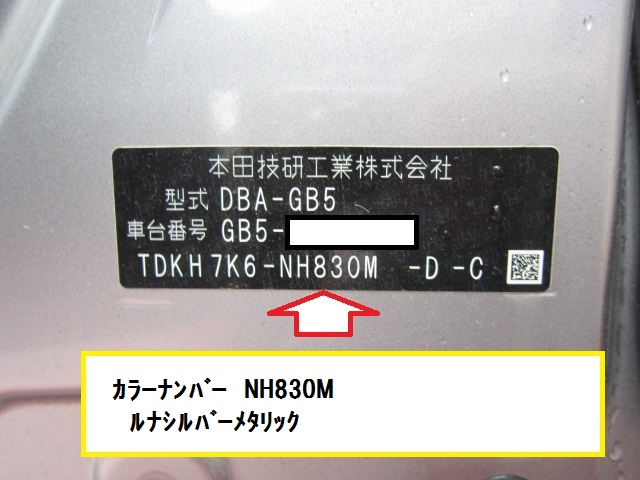 本田技研工業株式会社
型式 DBA-GB5
車台番号 GB5-
TDKH 7K6-NH830M -D -C
ｶﾗｰナンﾊﾞｰ NH830M
ルナシルﾊﾞｰﾒﾀﾘｯｸ